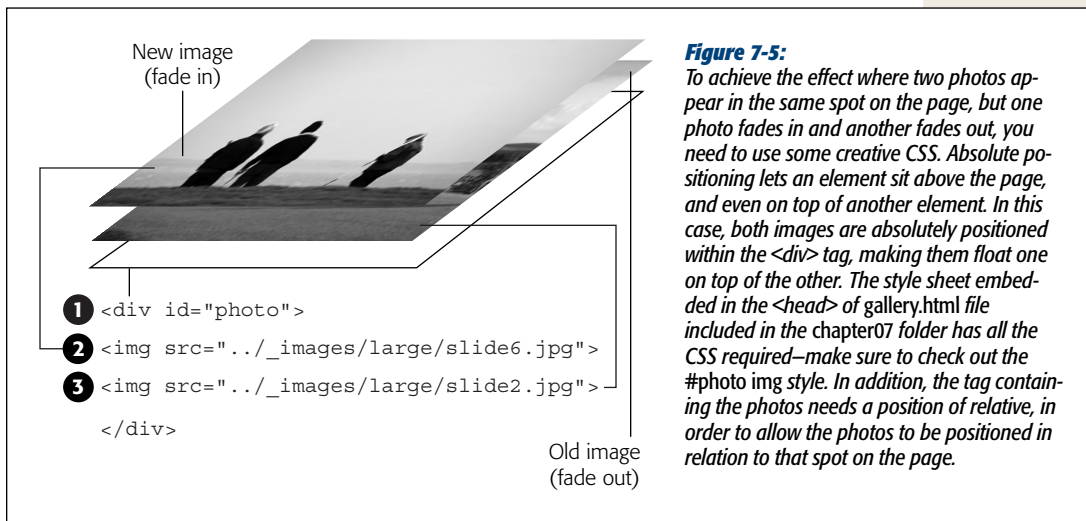 New image
(fade in)
1 <div id="photo">
2 <img src="../_images/large/slide6.jpg">
3 <img src="../_images/large/slide2.jpg">
</div>
Old image
(fade out)
Figure 7-5:
To achieve the effect where two photos ap-
pear in the same spot on the page, but one
photo fades in and another fades out, you
need to use some creative CSS. Absolute po-
sitioning lets an element sit above the page,
and even on top of another element. In this
case, both images are absolutely positioned
within the <div> tag, making them float one
on top of the other. The style sheet embed-
ded in the <head> of gallery.html file
included in the chapter07 folder has all the
CSS required—make sure to check out the
#photo img style. In addition, the tag contain-
ing the photos needs a position of relative, in
order to allow the photos to be positioned in
relation to that spot on the page.